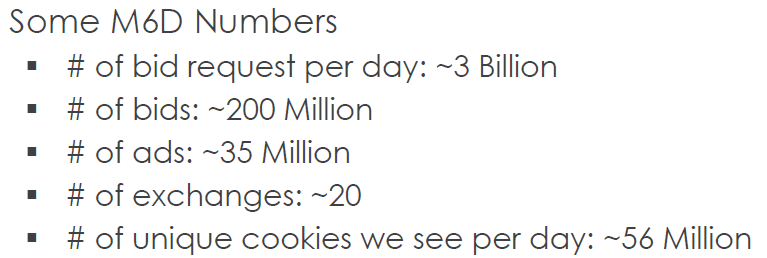 Some M6D Numbers
▪ # of bid request per day: ~3 Billion
▪ # of bids: ~200 Million
▪ # of ads: ~35 Million
▪ # of exchanges: ~20
▪ # of unique cookies we see per day: ~56 Million